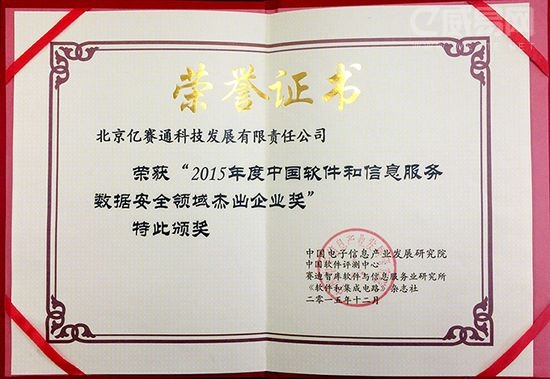 荣誉证书
北京亿赛通科技发展有限责任公司
荣获“2015年度中国软件和信息服务
数据安全领域杰出企业奖”
特此颁奖
中国电子信息产业发展研究院
中国软件评测中心
赛迪智库软件与信息服务业研究所
《软件和集成电路》杂志社
二〇一五年十二月